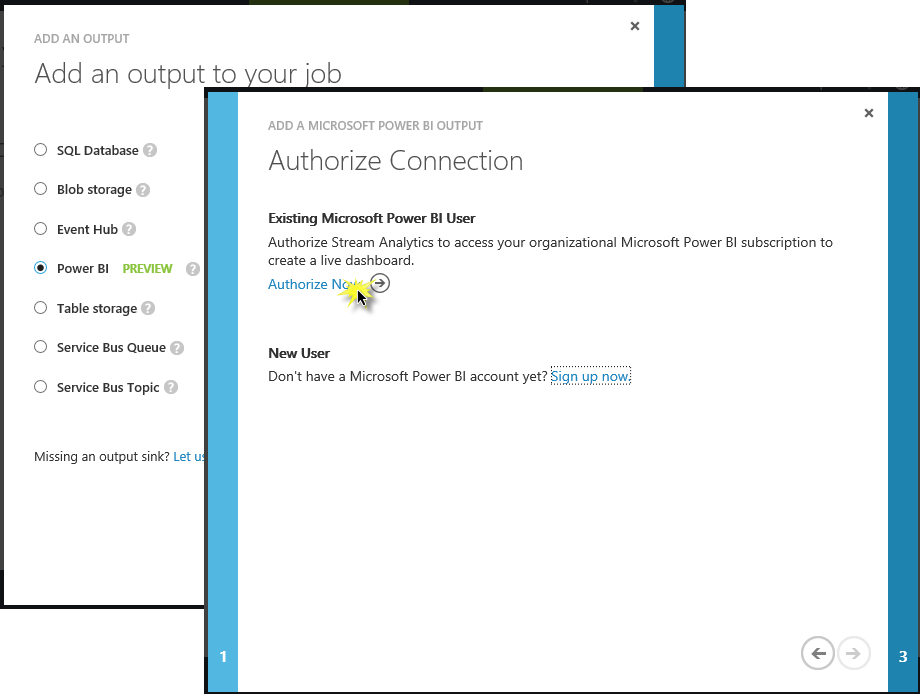 ADD AN OUTPUT
Add an output to your job
SQL Database ?
Blob storage ?
Event Hub ?
Power BI PREVIEW ?
Table storage ?
Service Bus Queue ?
Service Bus Topic ?
Missing an output sink? Let us
ADD A MICROSOFT POWER BI OUTPUT
Authorize Connection
Existing Microsoft Power BI User
Authorize Stream Analytics to access your organizational Microsoft Power BI subscription to
create a live dashboard.
Authorize Now
New User
Don't have a Microsoft Power BI account yet? Sign up now.
1
3